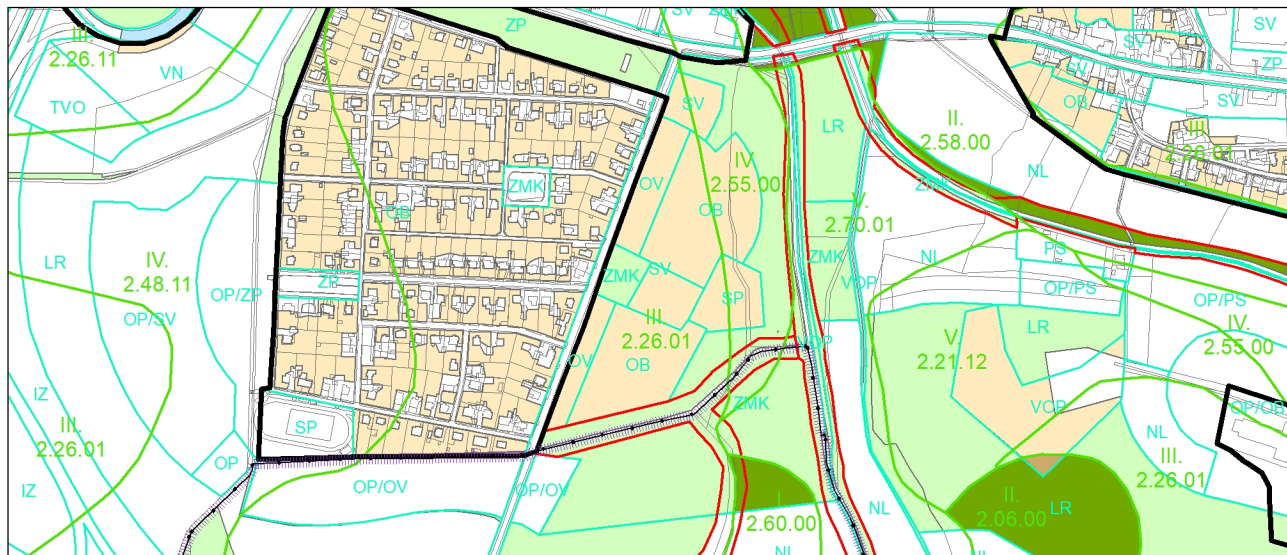 ZP
SV
III.
2.26.11
VN
TVO
SV
ZP
SV
OB
SV
II.
2.58.00
LR
ZMK
OV
IV.
2.55.00
III.
2.26.01
NL
ZMK
OB
OB
V.
2.70.01
LR
IV.
2.48.11
OP/ZP
OP/SV
ZP
ZMK
SV
SP
ZMK
VOP
NL
PS
OP/PS
OP/PS
IV.
2.55.00
III.
2.26.01
OB
OV
OP
LR
V.
2.21.12
VOP
OP/OP
IZ
III.
2.26.01
IZ
SP
OP
OP/OV
OP/OV
ZMK
I.
2.60.00
NL
NL
NL
III.
2.26.01
II.
2.06.00
LR
NL